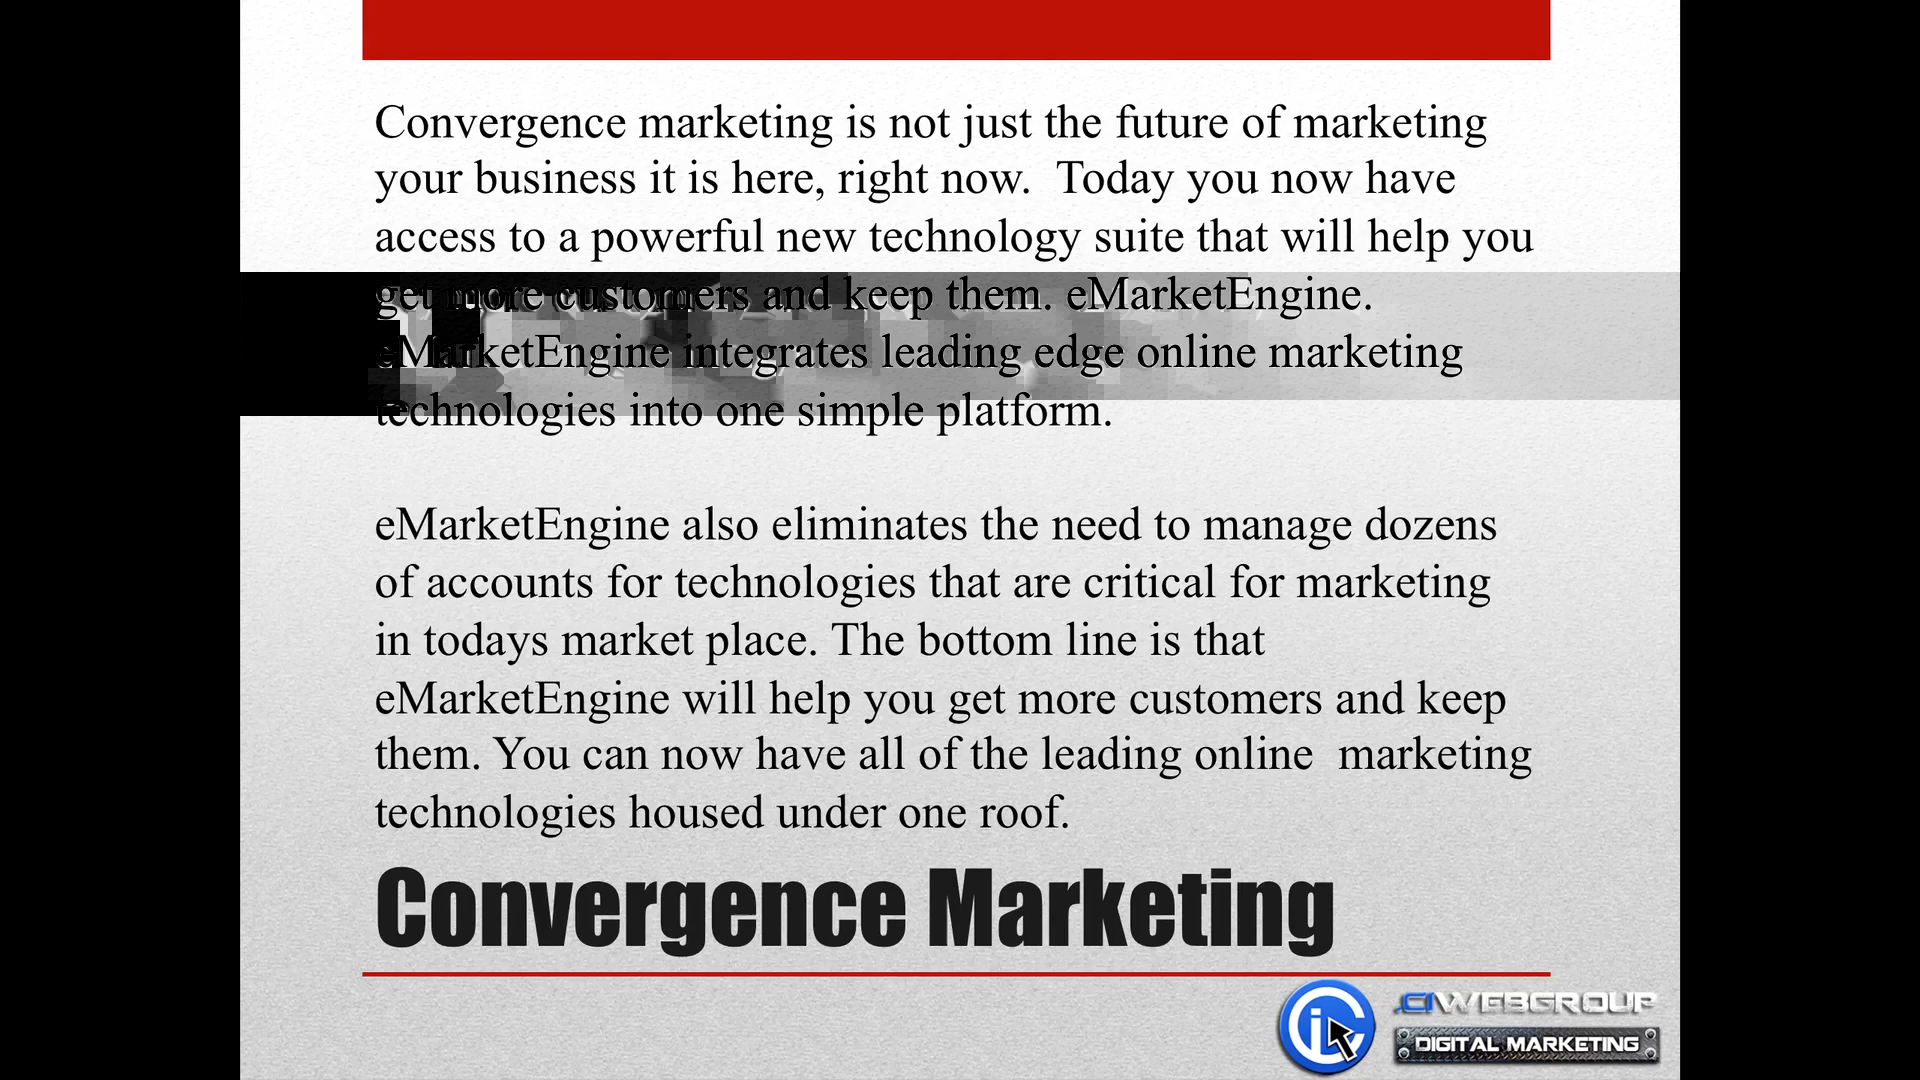 Convergence marketing is not just the future of marketing
your business it is here, right now.  Today you now have
access to a powerful new technology suite that will help you
get more customers and keep them. eMarketEngine.
eMarketEngine integrates leading edge online marketing
technologies into one simple platform.
eMarketEngine also eliminates the need to manage dozens
of accounts for technologies that are critical for marketing
in todays market place. The bottom line is that
eMarketEngine will help you get more customers and keep
them. You can now have all of the leading online  marketing
technologies housed under one roof.
Convergence Marketing
CIWEBGROUP
DIGITAL MARKETING